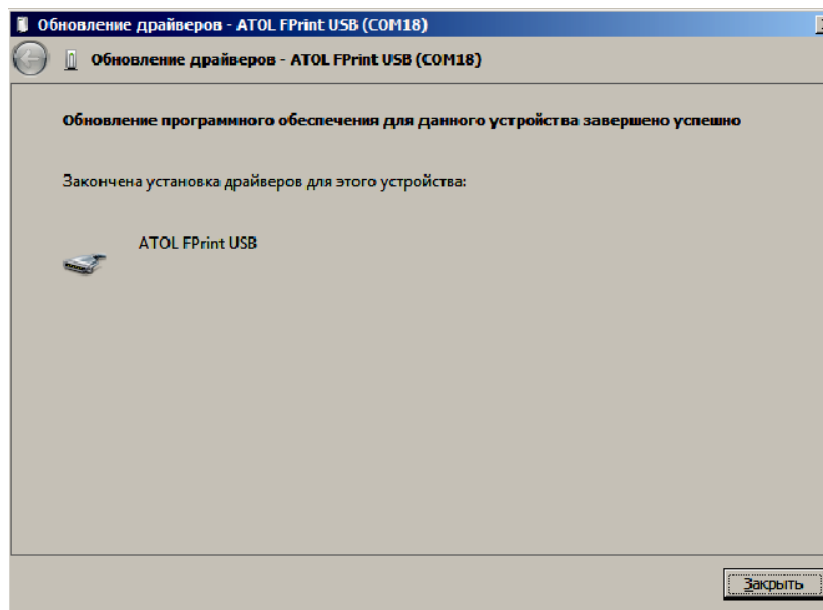 Обновление драйверов - ATOL FPrint USB (COM18)
Обновление драйверов - ATOL FPrint USB (COM18)
Обновление программного обеспечения для данного устройства завершено успешно
Закончена установка драйверов для этого устройства:
ATOL FPrint USB
Закрыть